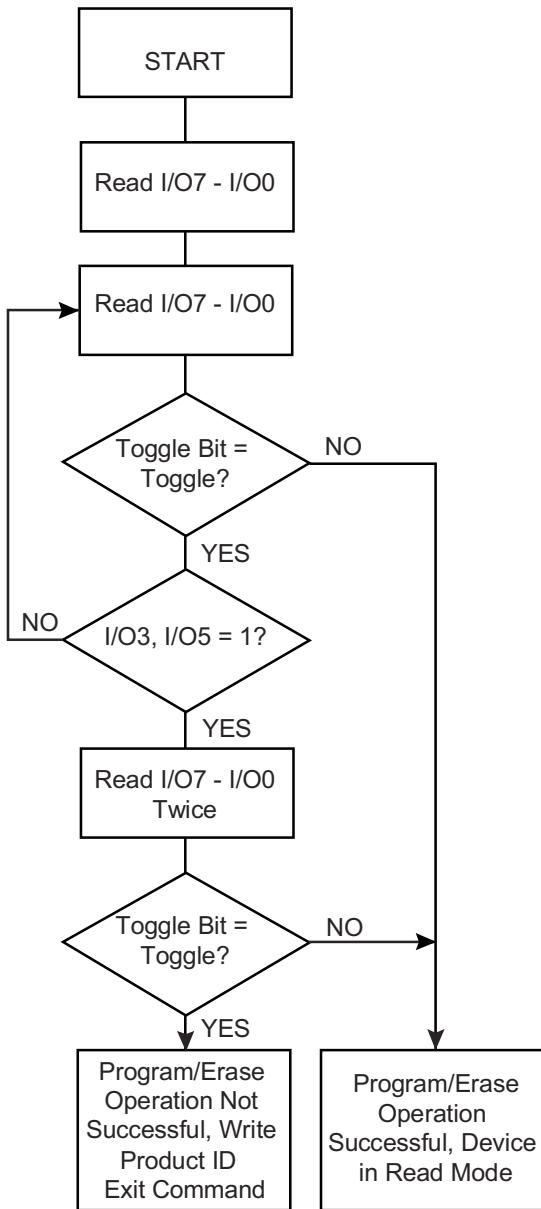 START
Read I/O7 - I/O0
Read I/O7 - I/O0
Toggle Bit =
Toggle?
NO
YES
NO
I/O3, I/O5 = 1?
YES
Read I/O7 - I/O0
Twice
Toggle Bit =
Toggle?
NO
YES
Program/Erase
Operation Not
Successful, Write
Product ID
Exit Command
Program/Erase
Operation
Successful, Device
in Read Mode